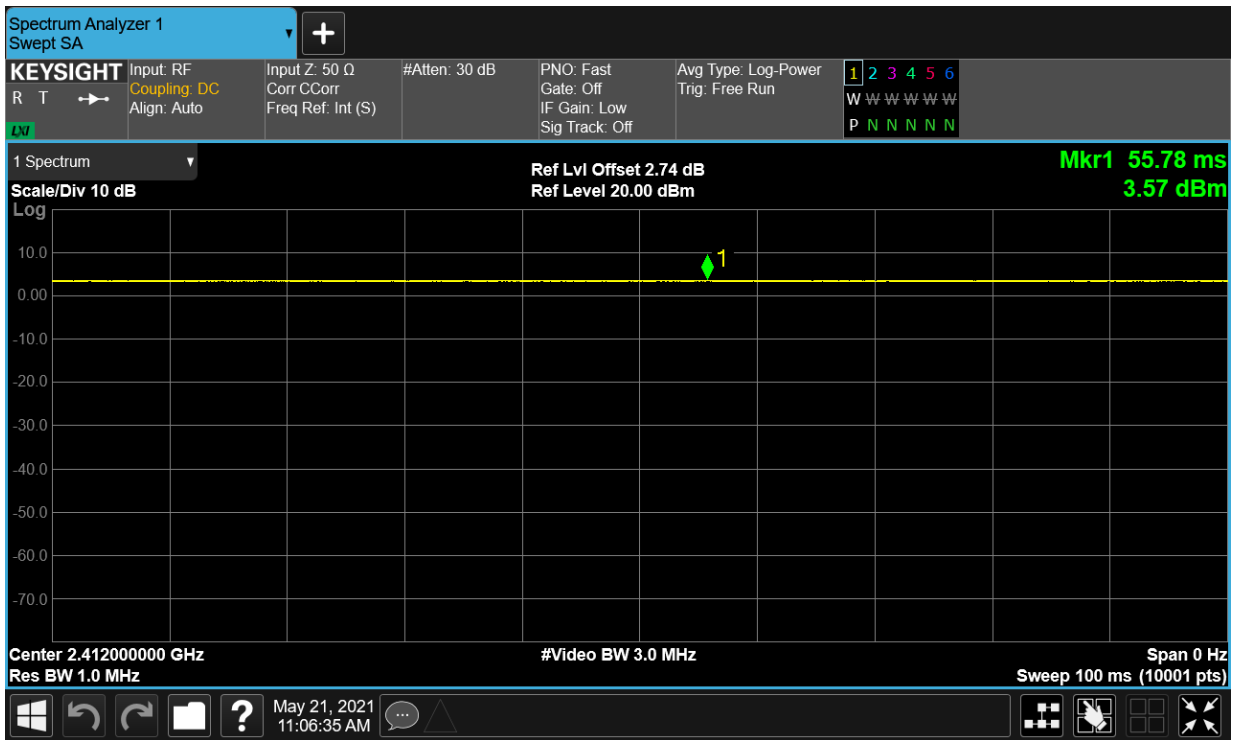 Spectrum Analyzer 1
Swept SA
KEYSIGHT
R T
LXI
Input: RF
Coupling: DC
Align: Auto
Input Z: 50 Ω
Corr CCorr
Freq Ref: Int (S)
#Atten: 30 dB
PNO: Fast
Gate: Off
IF Gain: Low
Sig Track: Off
Avg Type: Log-Power
Trig: Free Run
1 2 3 4 5 6
W W W W W W
P N N N N N
1 Spectrum
Scale/Div 10 dB
Ref Lvl Offset 2.74 dB
Ref Level 20.00 dBm
Mkr1 55.78 ms
3.57 dBm
Log
1
10.0
0.00
-10.0
-20.0
-30.0
-40.0
-50.0
-60.0
-70.0
Center 2.412000000 GHz
Res BW 1.0 MHz
#Video BW 3.0 MHz
Span 0 Hz
Sweep 100 ms (10001 pts)
?
May 21, 2021
11:06:35 AM